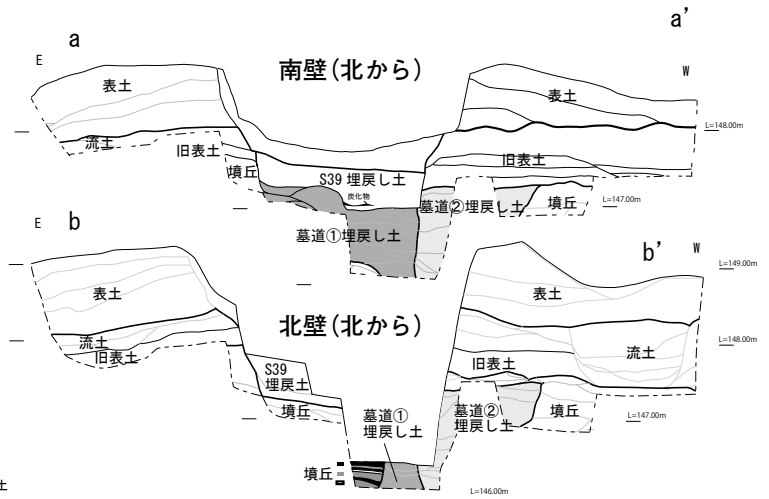 a
a’
E
南壁(北から)
W
表土
表土
L=148.00m
流土
旧表土
旧表土
墳丘
S39 埋戻し土
炭化物
墓道②埋戻し土
墳丘
L=147.00m
墓道①埋戻し土
E
b
b’
W
L=149.00m
表土
北壁(北から)
表土
L=148.00m
流土
旧表土
旧表土
流土
S39
埋戻土
墳丘
墓道①
埋戻し土
墓道②
埋戻し土
墳丘
L=147.00m
墳丘
土
L=146.00m